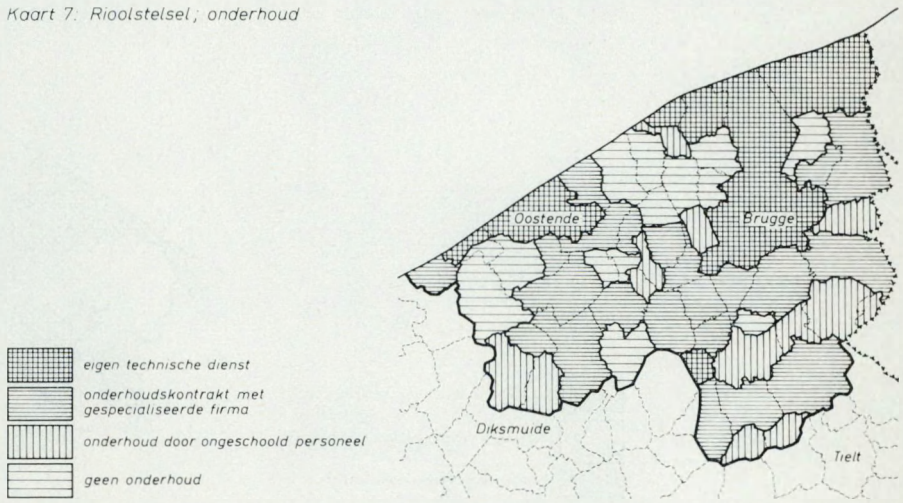 Kaart 7: Rioolstelsel; onderhoud
Oostende
Brugge
eigen technische dienst
onderhoudskontrakt met
gespecialiseerde firma
onderhoud door ongeschoold personeel
geen onderhoud
Diksmuide
Tielt